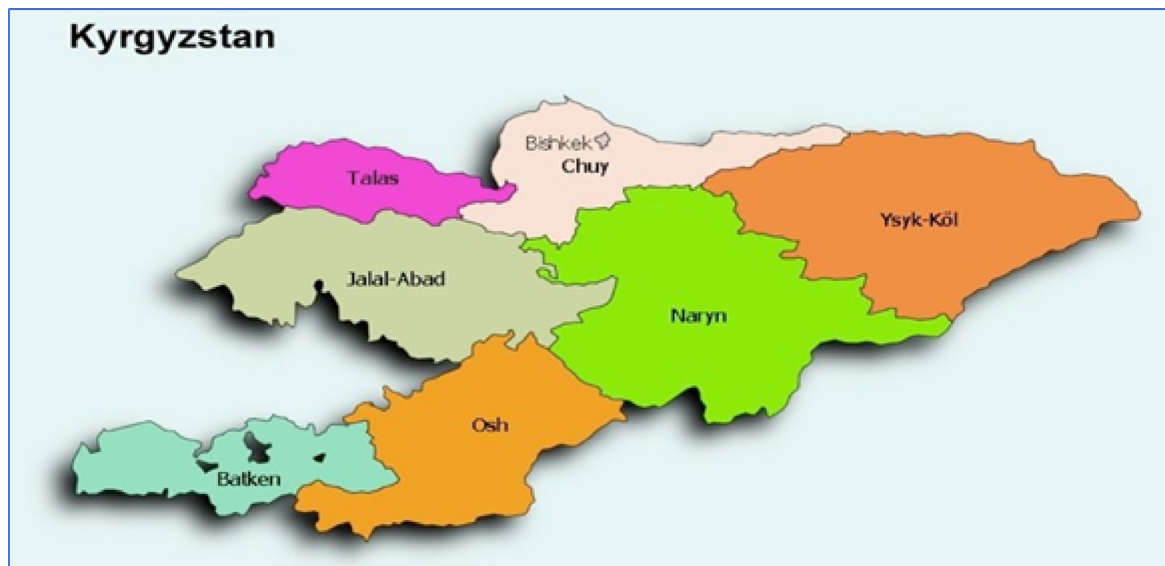 Kyrgyzstan
Bishkek
Chuy
Talas
Ysyk-Köl
Jalal-Abad
Naryn
Osh
Batken